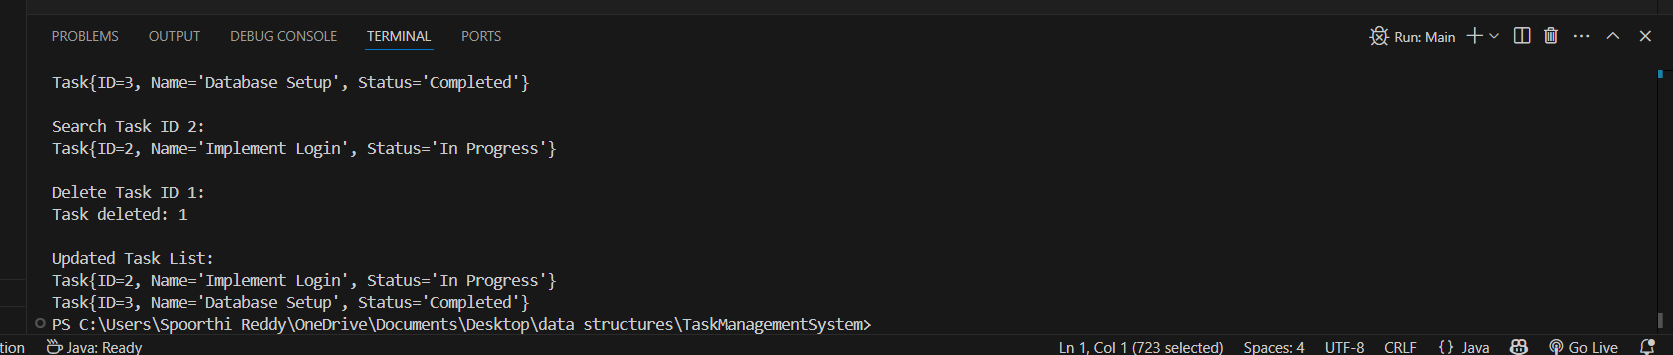 PROBLEMS OUTPUT DEBUG CONSOLE TERMINAL PORTS Run: Main
Task{ID=3, Name='Database Setup', Status='Completed'}
Search Task ID 2:
Task{ID=2, Name='Implement Login', Status='In Progress'}
Delete Task ID 1:
Task deleted: 1
Updated Task List:
Task{ID=2, Name='Implement Login', Status='In Progress'}
Task{ID=3, Name='Database Setup', Status='Completed'}
PS C:\Users\Spoorthi Reddy\OneDrive\Documents\Desktop\data structures\TaskManagementSystem>
tion Java: Ready Ln 1, Col 1 (723 selected) Spaces: 4 UTF-8 CRLF {} Java Go Live